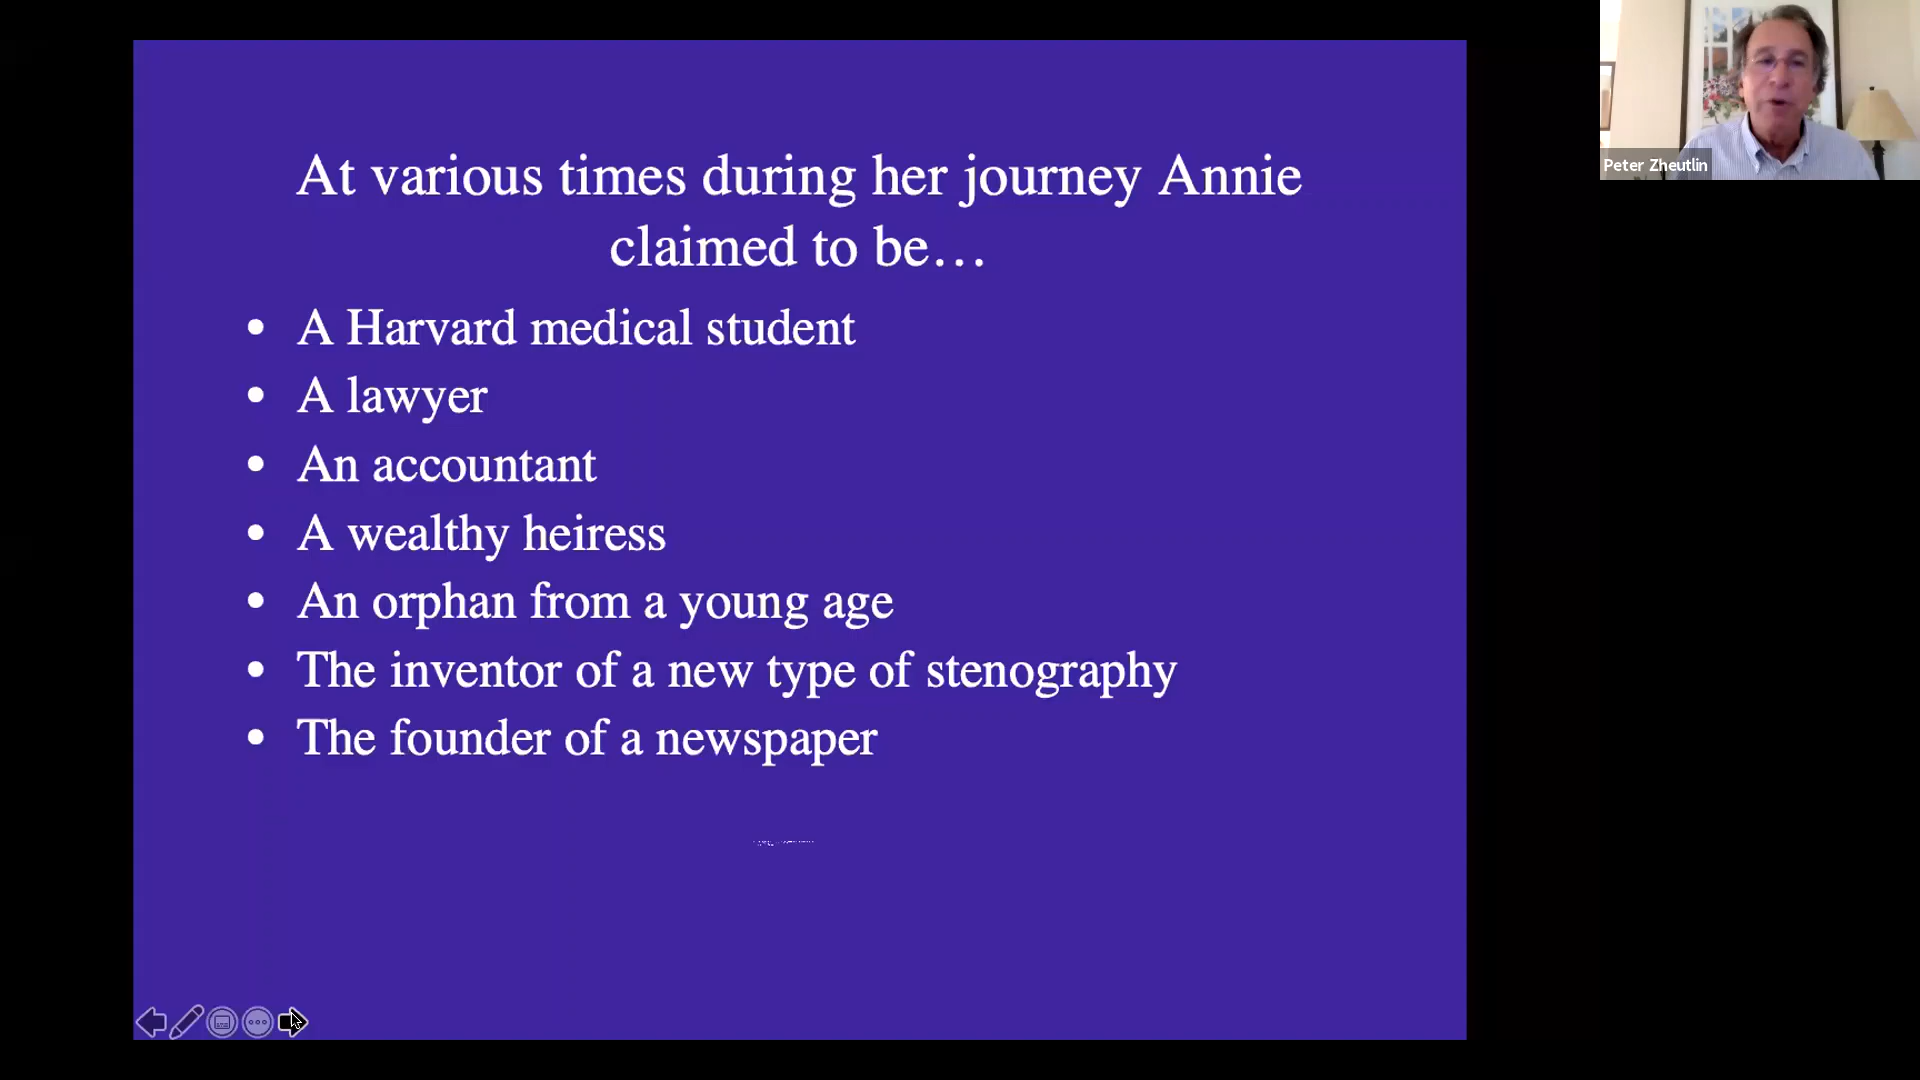 At various times during her journey Annie
claimed to be…
• A Harvard medical student
• A lawyer
• An accountant
• A wealthy heiress
• An orphan from a young age
• The inventor of a new type of stenography
• The founder of a newspaper
Peter Zheutlin